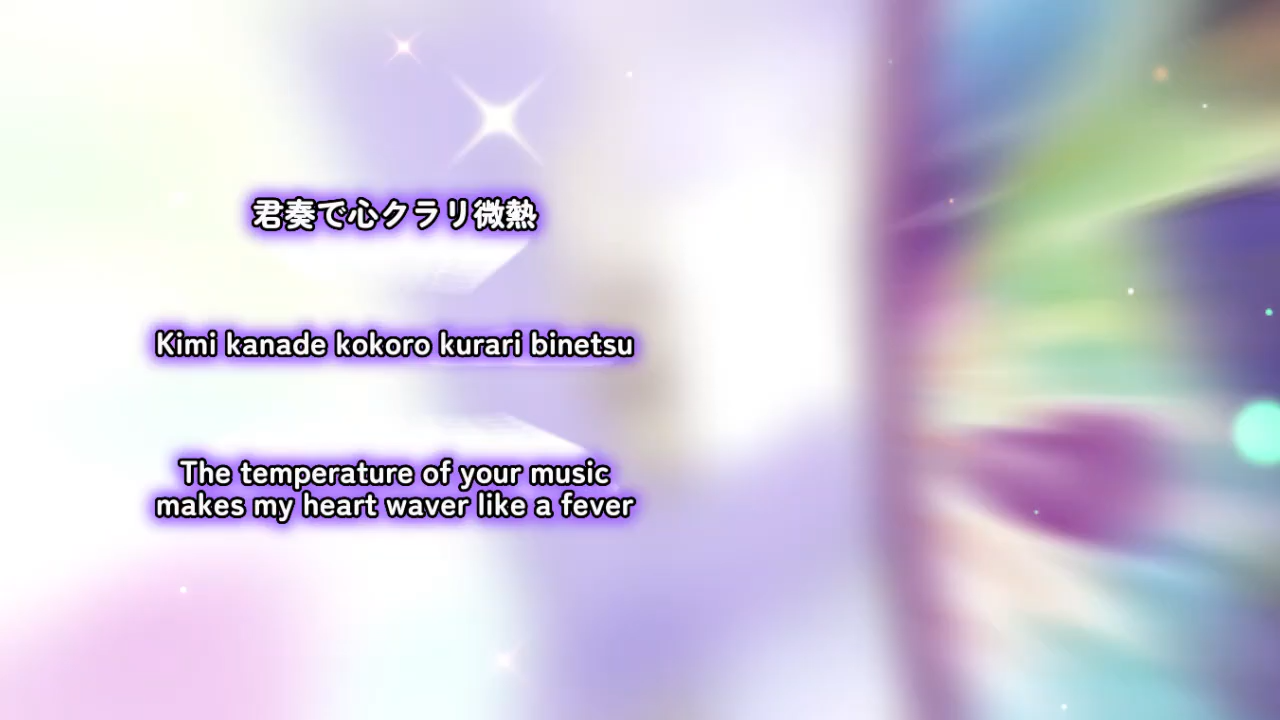 君奏で心クラリ微熱
Kimi kanade kokoro kurari binetsu
The temperature of your music
makes my heart waver like a fever